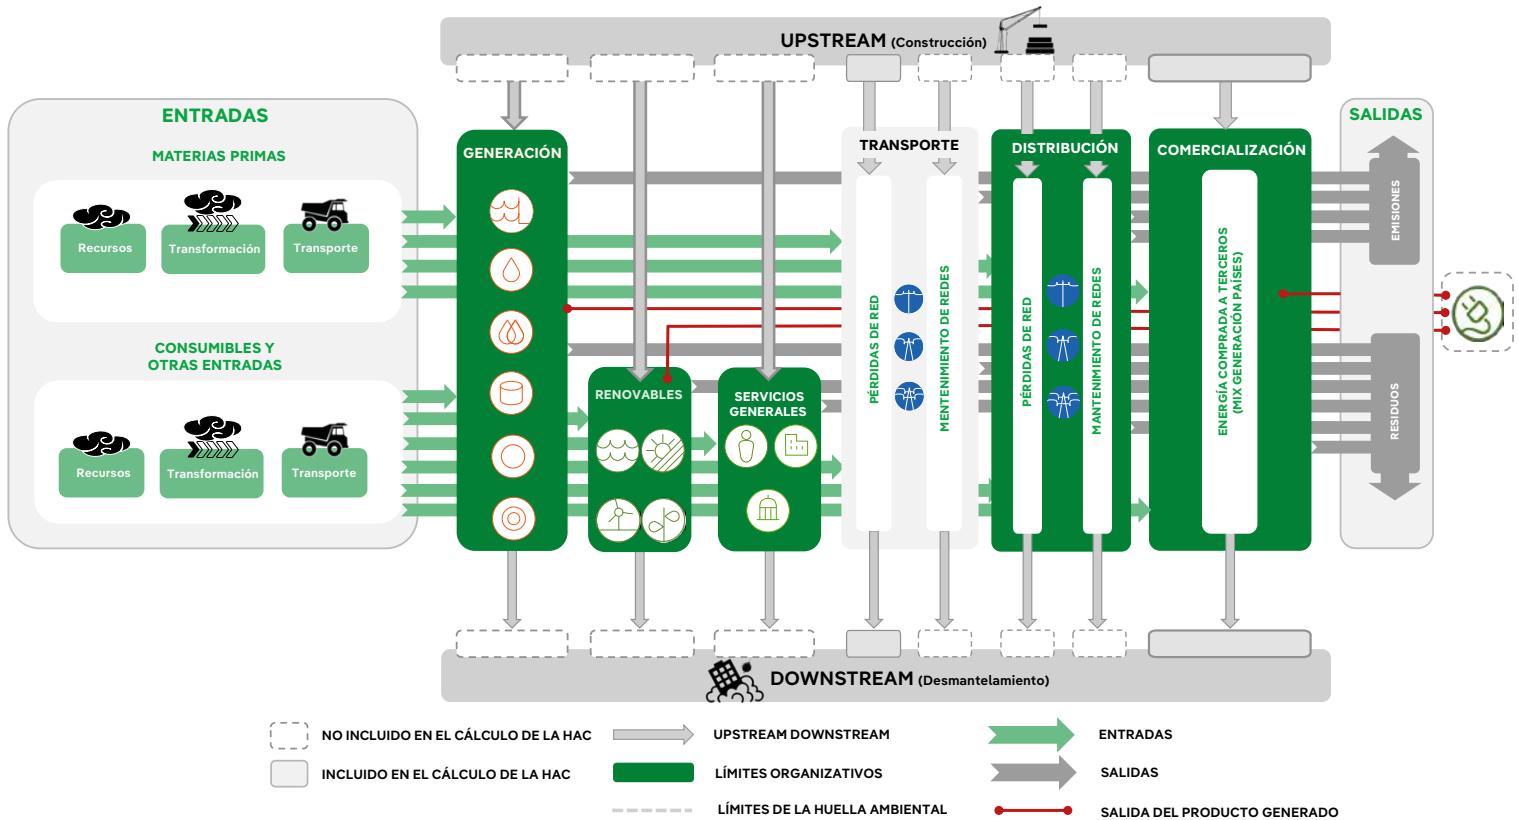 UPSTREAM (Construcción)
ENTRADAS
MATERIAS PRIMAS
Recursos
Transformación
Transporte
CONSUMIBLES Y
OTRAS ENTRADAS
Recursos
Transformación
Transporte
GENERACIÓN
RENOVABLES
SERVICIOS
GENERALES
TRANSPORTE
PÉRDIDAS DE RED
MENTENIMIENTO DE REDES
DISTRIBUCIÓN
PÉRDIDAS DE RED
MANTENIMIENTO DE REDES
COMERCIALIZACIÓN
ENERGÍA COMPRADA A TERCEROS
(MIX GENERACIÓN PAÍSES)
SALIDAS
EMISIONES
RESIDUOS
DOWNSTREAM (Desmantelamiento)
NO INCLUIDO EN EL CÁLCULO DE LA HAC
UPSTREAM DOWNSTREAM
ENTRADAS
INCLUIDO EN EL CÁLCULO DE LA HAC
LÍMITES ORGANIZATIVOS
SALIDAS
LÍMITES DE LA HUELLA AMBIENTAL
SALIDA DEL PRODUCTO GENERADO